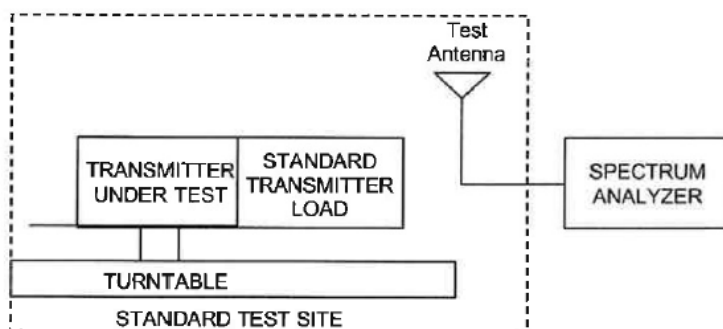 Test
Antenna
TRANSMITTER
UNDER TEST
STANDARD
TRANSMITTER
LOAD
SPECTRUM
ANALYZER
TURNTABLE
STANDARD TEST SITE